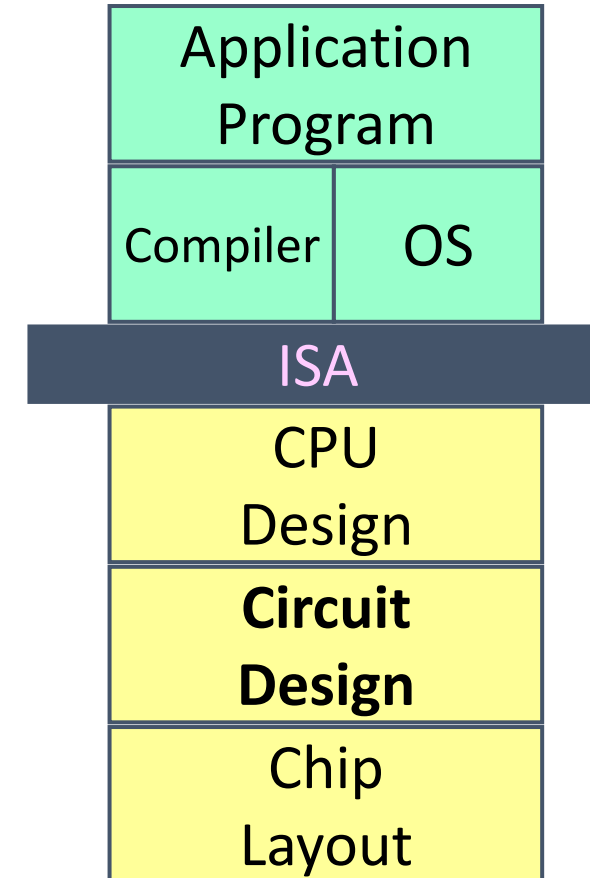 Application
Program
Compiler OS
ISA
CPU
Design
Circuit
Design
Chip
Layout